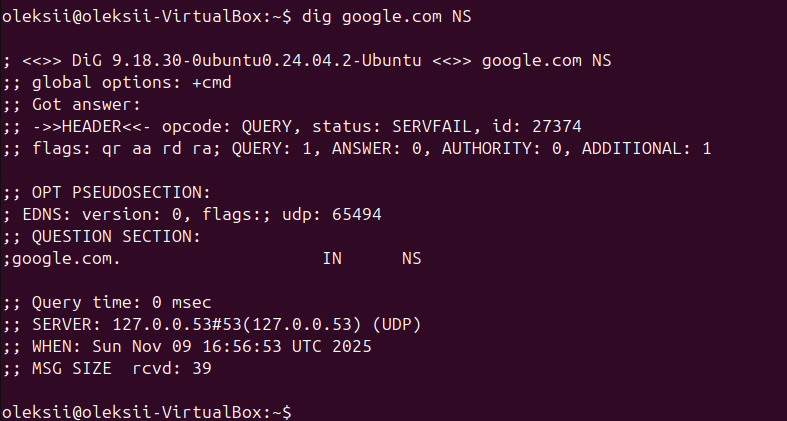 oleksii@oleksii-VirtualBox:~$ dig google.com NS
; <<>> DiG 9.18.30-0ubuntu0.24.04.2-Ubuntu <<>> google.com NS
;; global options: +cmd
;; Got answer:
;; ->>HEADER<<- opcode: QUERY, status: SERVFAIL, id: 27374
;; flags: qr aa rd ra; QUERY: 1, ANSWER: 0, AUTHORITY: 0, ADDITIONAL: 1
;; OPT PSEUDOSECTION:
; EDNS: version: 0, flags:; udp: 65494
;; QUESTION SECTION:
;google.com. IN NS
;; Query time: 0 msec
;; SERVER: 127.0.0.53#53(127.0.0.53) (UDP)
;; WHEN: Sun Nov 09 16:56:53 UTC 2025
;; MSG SIZE  rcvd: 39
oleksii@oleksii-VirtualBox:~$